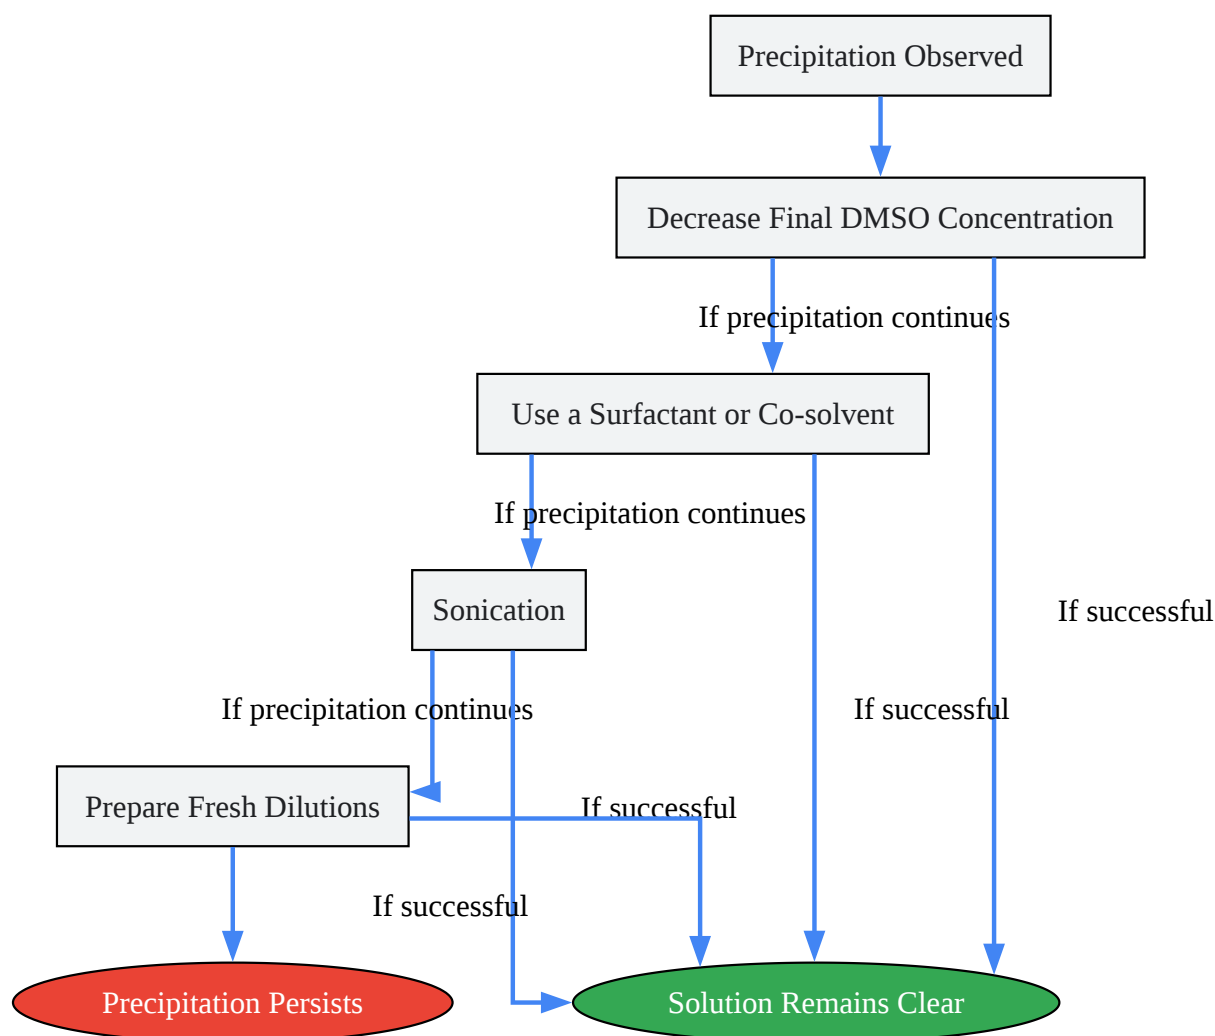 Precipitation Observed
Decrease Final DMSO Concentration
If precipitation continues
Use a Surfactant or Co-solvent
If precipitation continues
Sonication
If successful
If precipitation continues
If successful
Prepare Fresh Dilutions
If successful
If successful
Precipitation Persists
Solution Remains Clear